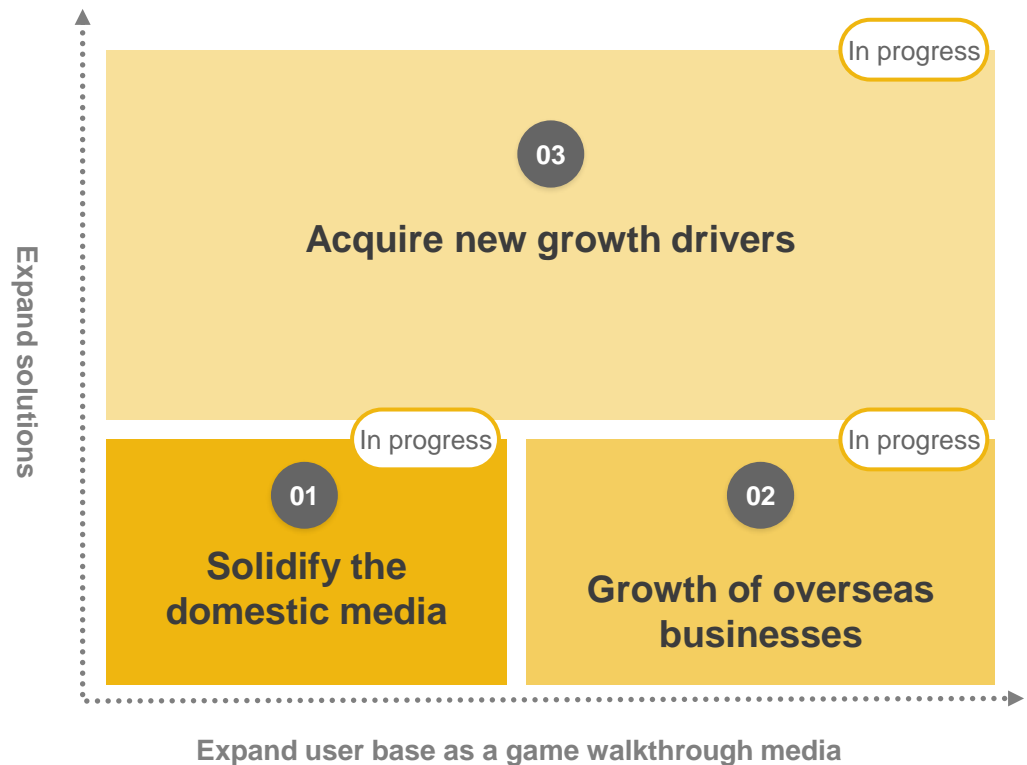 In progress
03
Acquire new growth drivers
Expand solutions
In progress
In progress
01
02
Solidify the
domestic media
Growth of overseas
businesses
Expand user base as a game walkthrough media